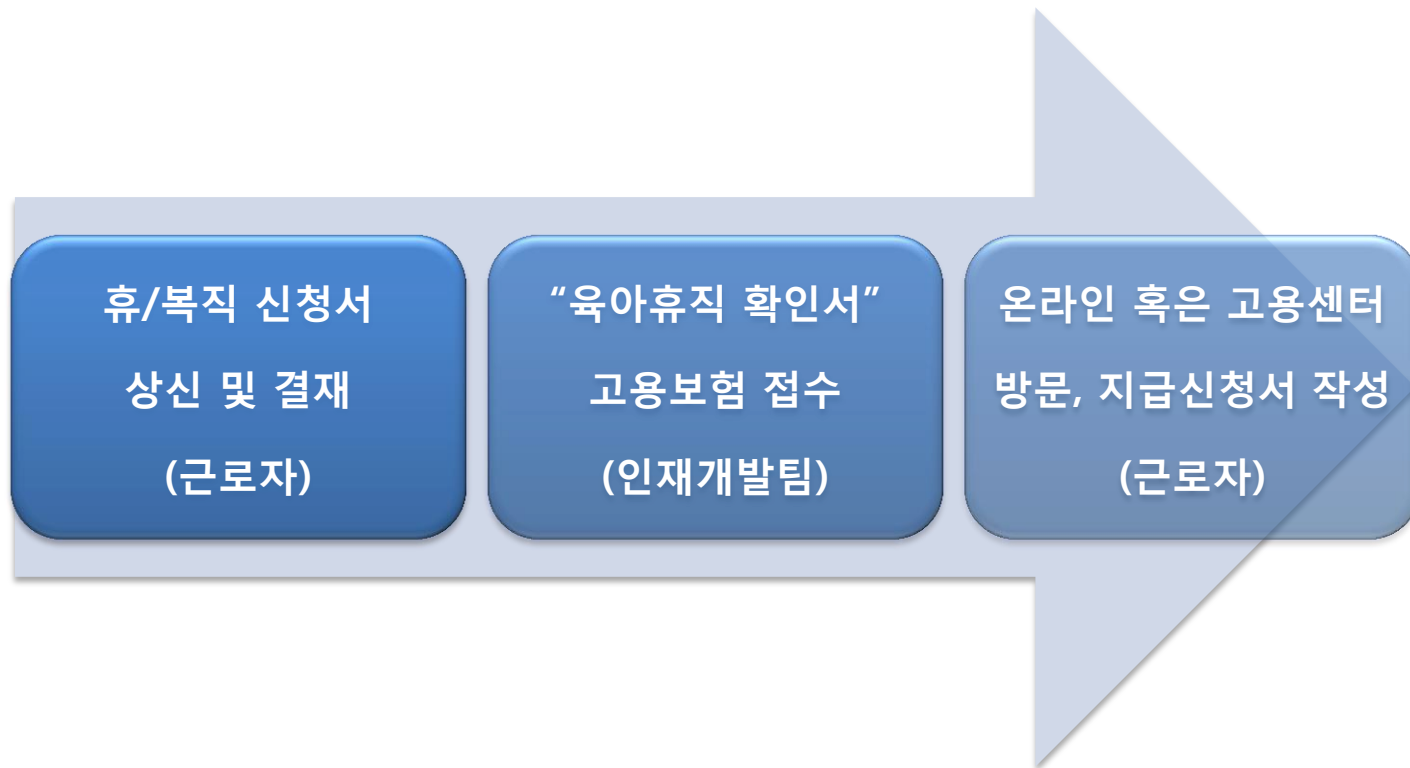 휴/복직 신청서
상신 및 결재
(근로자)
“육아휴직 확인서”
고용보험 접수
(인재개발팀)
온라인 혹은 고용센터
방문, 지급신청서 작성
(근로자)